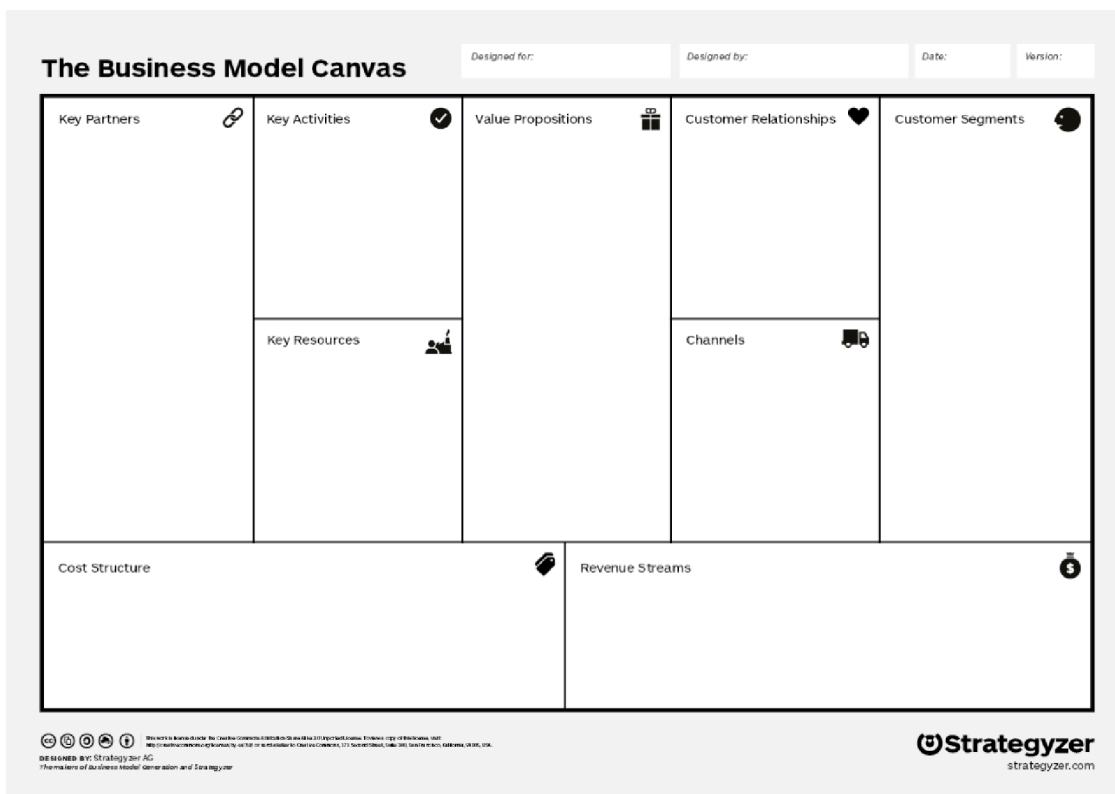 The Business Model Canvas
Designed for:
Designed by:
Date:
Version:
Key Partners
Key Activities
Value Propositions
Customer Relationships
Customer Segments
Key Resources
Channels
Cost Structure
Revenue Streams
DESIGNED BY: Strategyzer AG
The makers of Business Model Generation and Strategyzer
Strategyzer
strategyzer.com